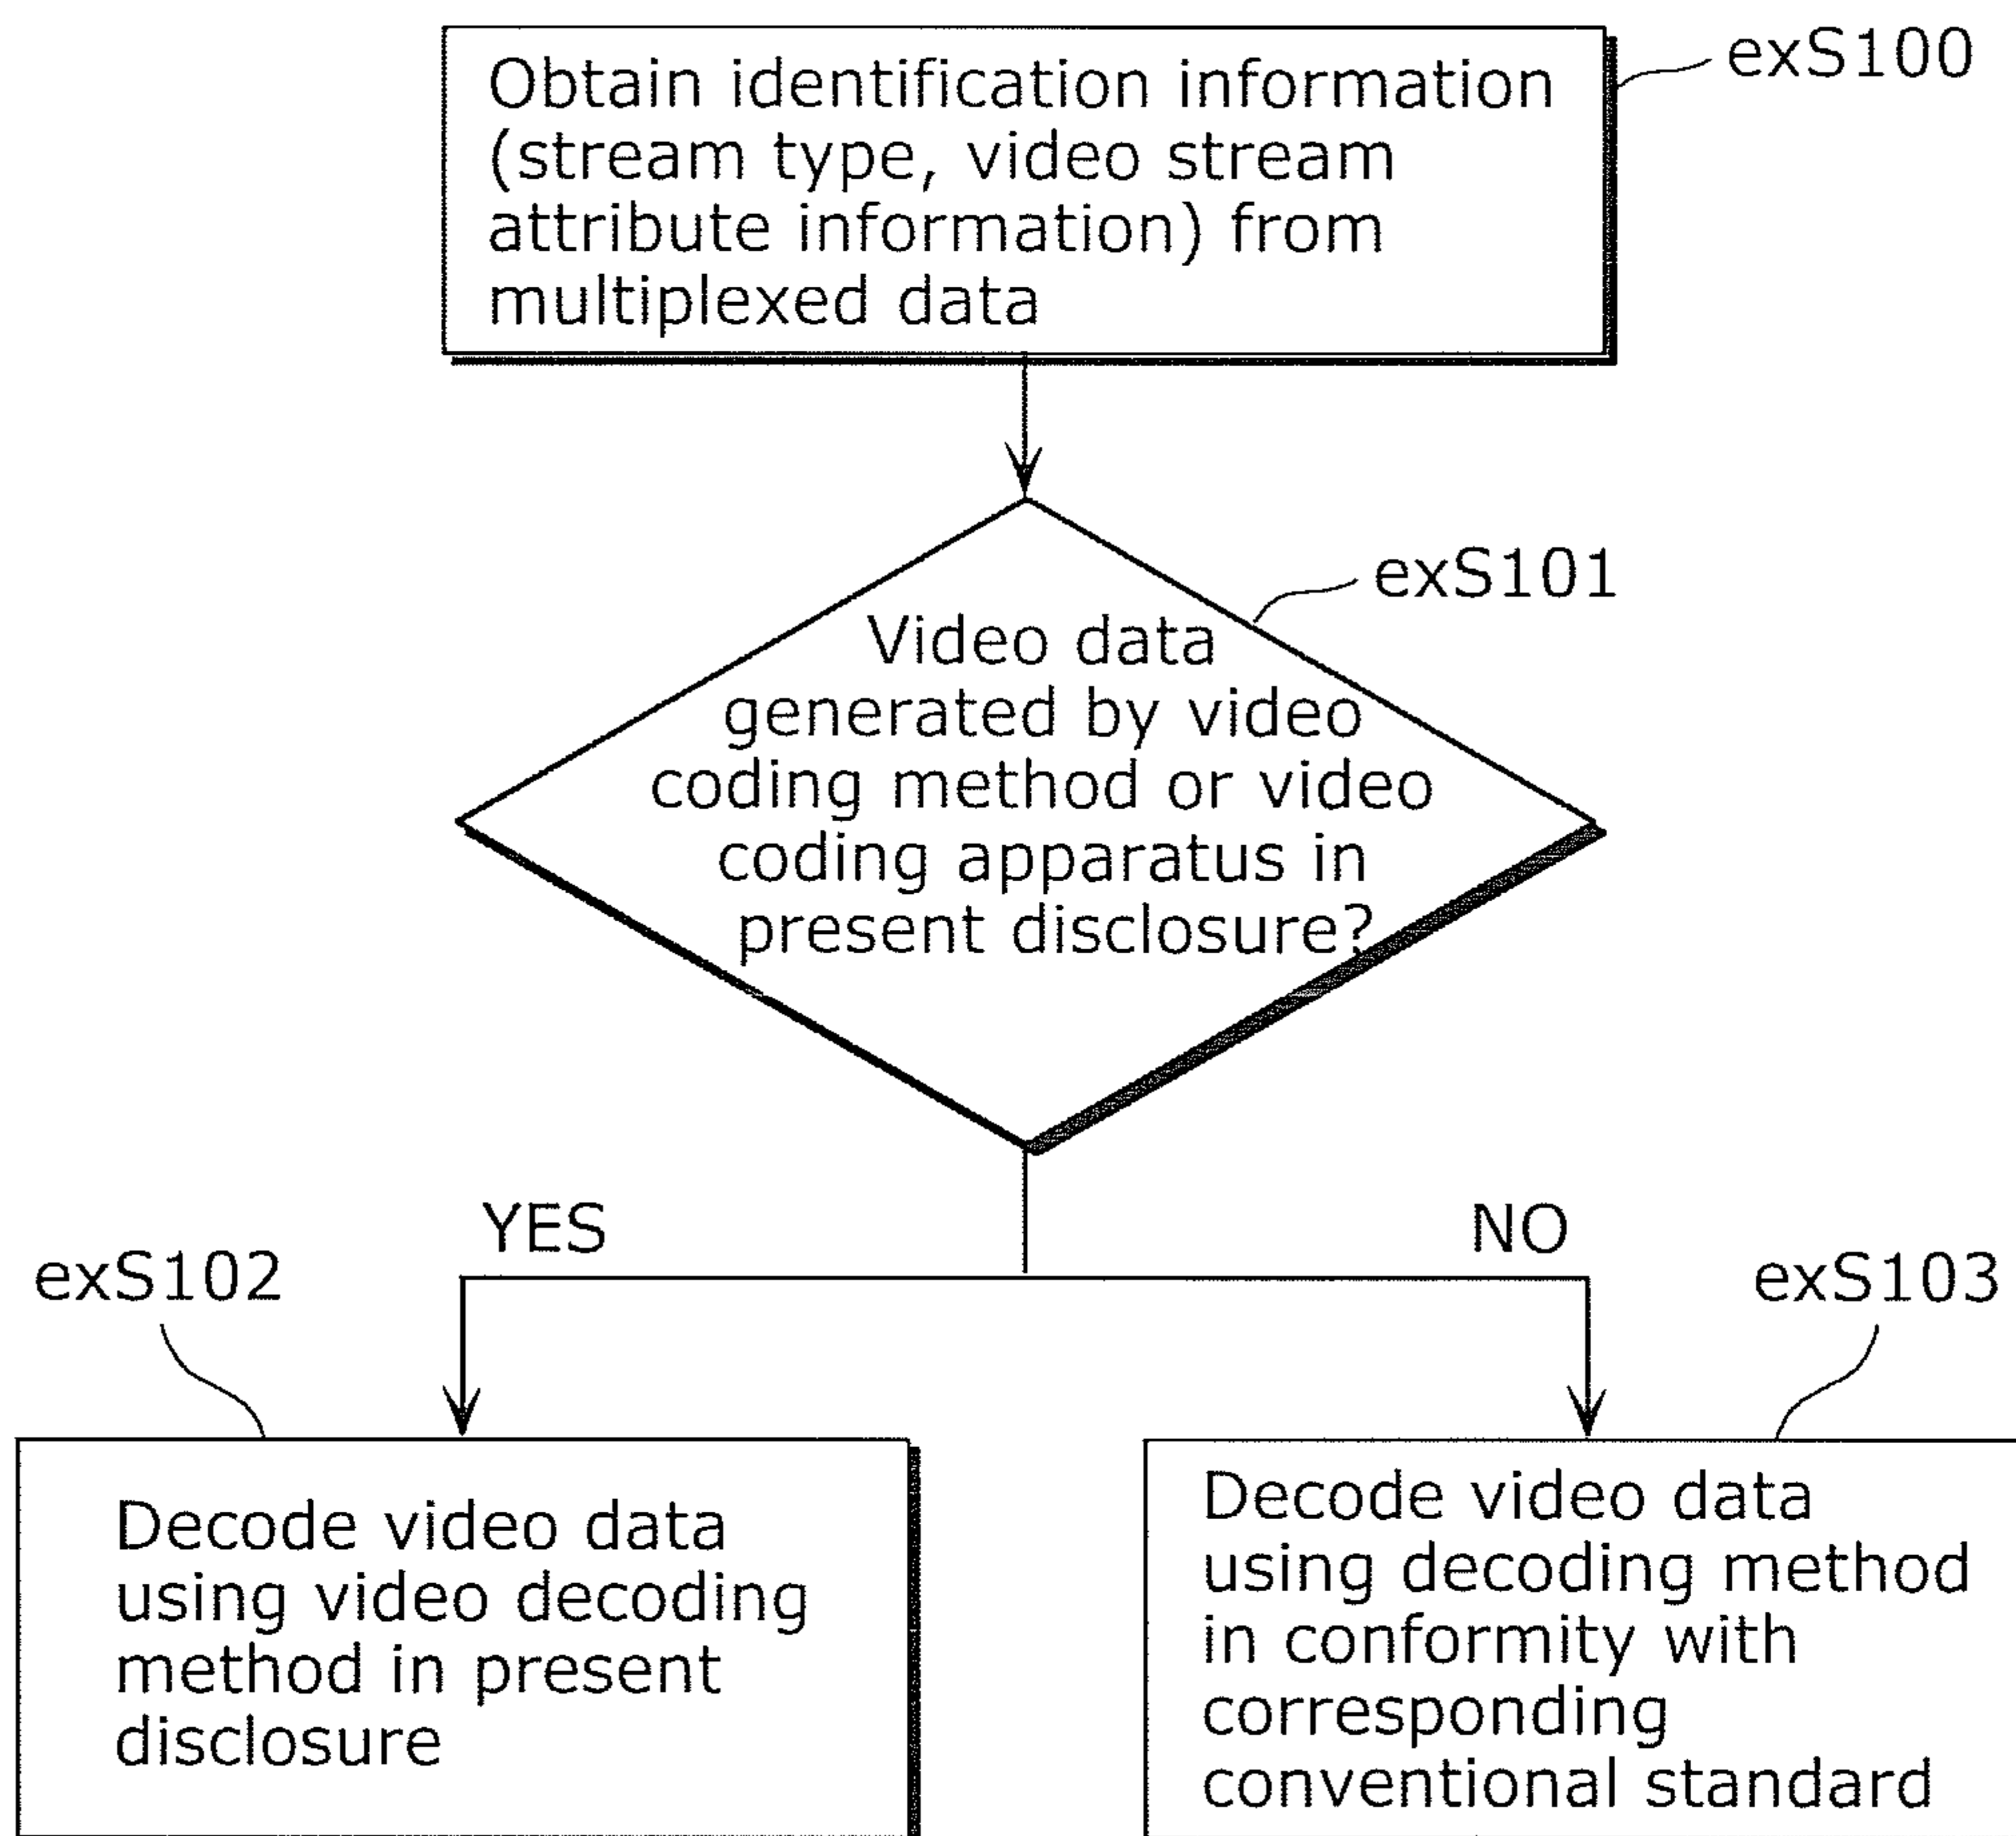 exS100
Obtain identification information
(stream type, video stream
attribute information) from
multiplexed data
exS101
Video data
generated by video
coding method or video
coding apparatus in
present disclosure?
YES
NO
exS102
exS103
Decode video data
using video decoding
method in present
disclosure
Decode video data
using decoding method
in conformity with
corresponding
conventional standard